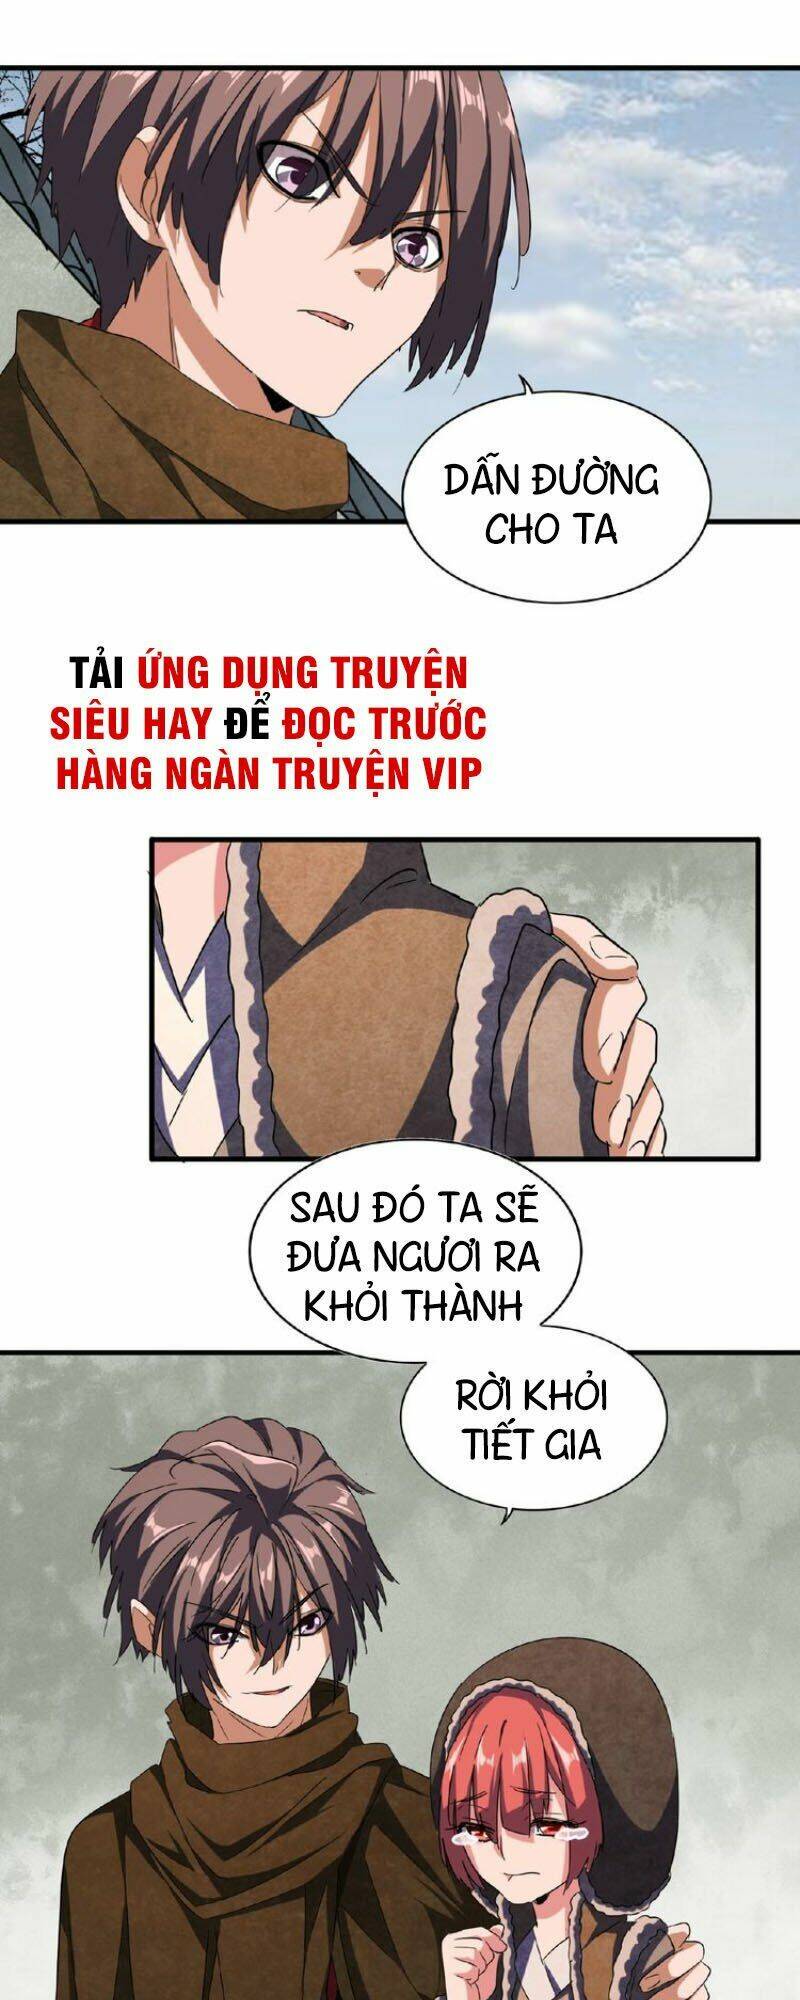 DẪN ĐƯỜNG
CHO TA
TẢI ỨNG DỤNG TRUYỆN
SIÊU HAY ĐỂ ĐỌC TRƯỚC
HÀNG NGÀN TRUYỆN VIP
SAU ĐÓ TA SẼ
ĐƯA NGƯƠI RA
KHỎI THÀNH
RỜI KHỎI
TIẾT GIA